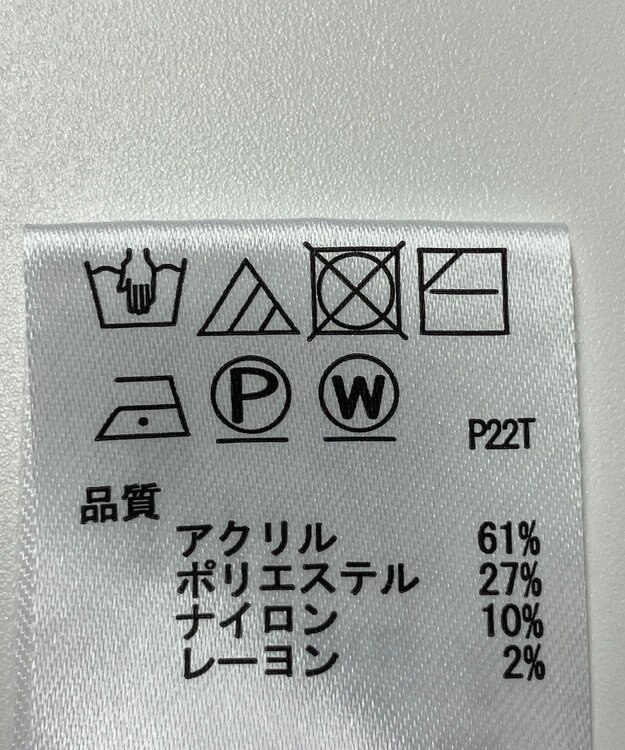 P W P22T
品質
アクリル 61%
ポリエステル 27%
ナイロン 10%
レーヨン 2%